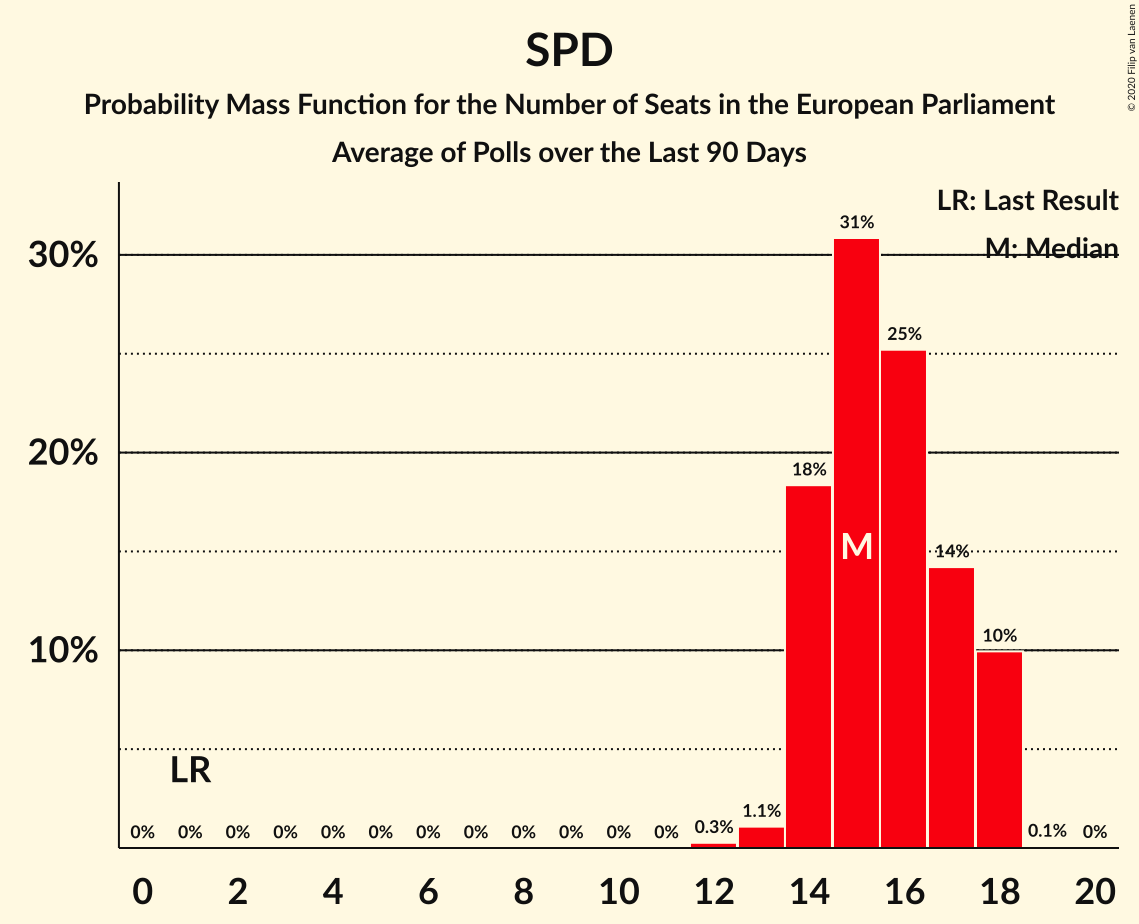 SPD
Probability Mass Function for the Number of Seats in the European Parliament
Average of Polls over the Last 90 Days
© 2020 Filip van Laenen
LR: Last Result
M: Median
30%
20%
10%
31%
25%
18%
14%
10%
M
LR
0% 0% 0% 0% 0% 0% 0% 0% 0% 0% 0% 0% 0.3% 1.1% 0.1% 0%
0 2 4 6 8 10 12 14 16 18 20